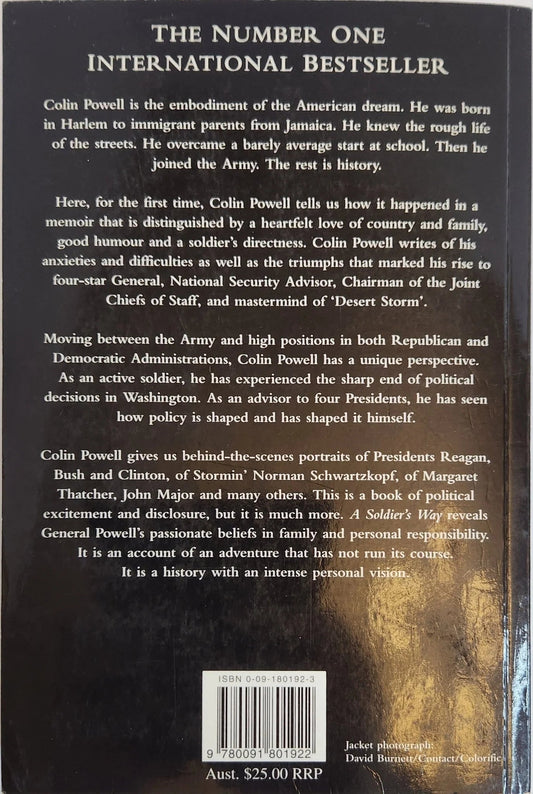 THE NUMBER ONE
INTERNATIONAL BESTSELLER
Colin Powell is the embodiment of the American dream. He was born
in Harlem to immigrant parents from Jamaica. He knew the rough life
of the streets. He overcame a barely average start at school. Then he
joined the Army. The rest is history.
Here, for the first time, Colin Powell tells us how it happened in a
memoir that is distinguished by a heartfelt love of country and family,
good humour and a soldier's directness. Colin Powell writes of his
anxieties and difficulties as well as the triumphs that marked his rise to
four-star General, National Security Advisor, Chairman of the Joint
Chiefs of Staff, and mastermind of 'Desert Storm'.
Moving between the Army and high positions in both Republican and
Democratic Administrations, Colin Powell has a unique perspective.
As an active soldier, he has experienced the sharp end of political
decisions in Washington. As an advisor to four Presidents, he has seen
how policy is shaped and has shaped it himself.
Colin Powell gives us behind-the-scenes portraits of Presidents Reagan,
Bush and Clinton, of Stormin' Norman Schwartzkopf, of Margaret
Thatcher, John Major and many others. This is a book of political
excitement and disclosure, but it is much more. A Soldier's Way reveals
General Powell's passionate beliefs in family and personal responsibility.
It is an account of an adventure that has not run its course.
It is a history with an intense personal vision.
ISBN 0-09-180192-3
9 780091 801922
Aust. $25.00 RRP
Jacket photograph:
David Burnett/Contact/Colorific